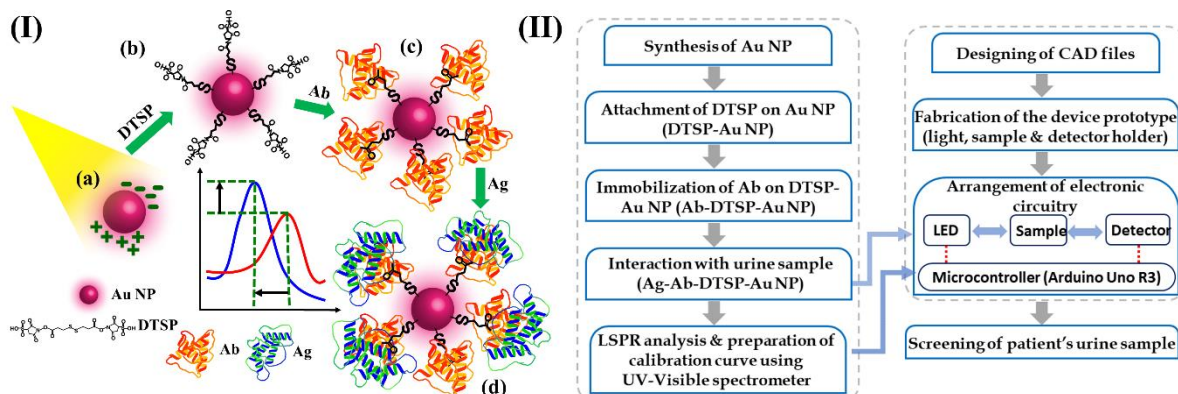 (I)
(a)
(b)
(c)
(d)
DTSP
Ab
Ag
Au NP
DTSP
Ab
Ag
(II)
Synthesis of Au NP
Attachment of DTSP on Au NP
(DTSP-Au NP)
Immobilization of Ab on DTSP-
Au NP (Ab-DTSP-Au NP)
Interaction with urine sample
(Ag-Ab-DTSP-Au NP)
LSPR analysis & preparation of
calibration curve using
UV-Visible spectrometer
Designing of CAD files
Fabrication of the device prototype
(light, sample & detector holder)
Arrangement of electronic
circuitry
LED
Sample
Detector
Microcontroller (Arduino Uno R3)
Screening of patient's urine sample